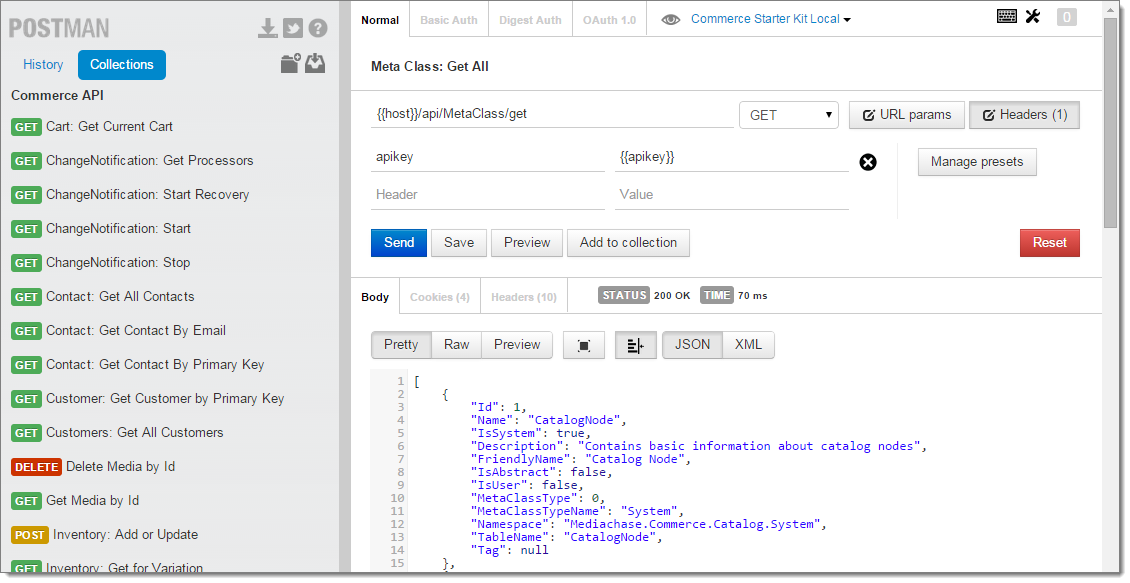 POSTMAN
History Collections
Commerce API
GET Cart: Get Current Cart
GET ChangeNotification: Get Processors
GET ChangeNotification: Start Recovery
GET ChangeNotification: Start
GET ChangeNotification: Stop
GET Contact: Get All Contacts
GET Contact: Get Contact By Email
GET Contact: Get Contact By Primary Key
GET Customer: Get Customer by Primary Key
GET Customers: Get All Customers
DELETE Delete Media by Id
GET Get Media by Id
POST Inventory: Add or Update
GET Inventory: Get for Variation
Normal Basic Auth Digest Auth OAuth 1.0 Commerce Starter Kit Local 0
Meta Class: Get All
{{host}}/api/MetaClass/get GET URL params Headers (1)
apikey {{apikey}} Manage presets
Header Value
Send Save Preview Add to collection Reset
Body Cookies (4) Headers (10) STATUS 200 OK TIME 70 ms
Pretty Raw Preview JSON XML
1 [
2 {
3 "Id": 1,
4 "Name": "CatalogNode",
5 "IsSystem": true,
6 "Description": "Contains basic information about catalog nodes",
7 "FriendlyName": "Catalog Node",
8 "IsAbstract": false,
9 "IsUser": false,
10 "MetaClassType": 0,
11 "MetaClassTypeName": "System",
12 "Namespace": "Mediachase.Commerce.Catalog.System",
13 "TableName": "CatalogNode",
14 "Tag": null
15 },